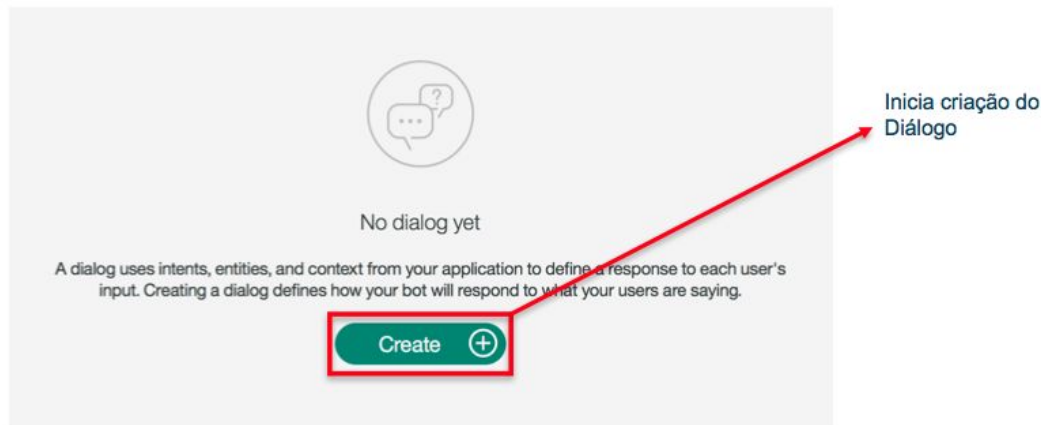 ?
...
No dialog yet
A dialog uses intents, entities, and context from your application to define a response to each user's
input. Creating a dialog defines how your bot will respond to what your users are saying.
Create
Inicia criação do
Diálogo